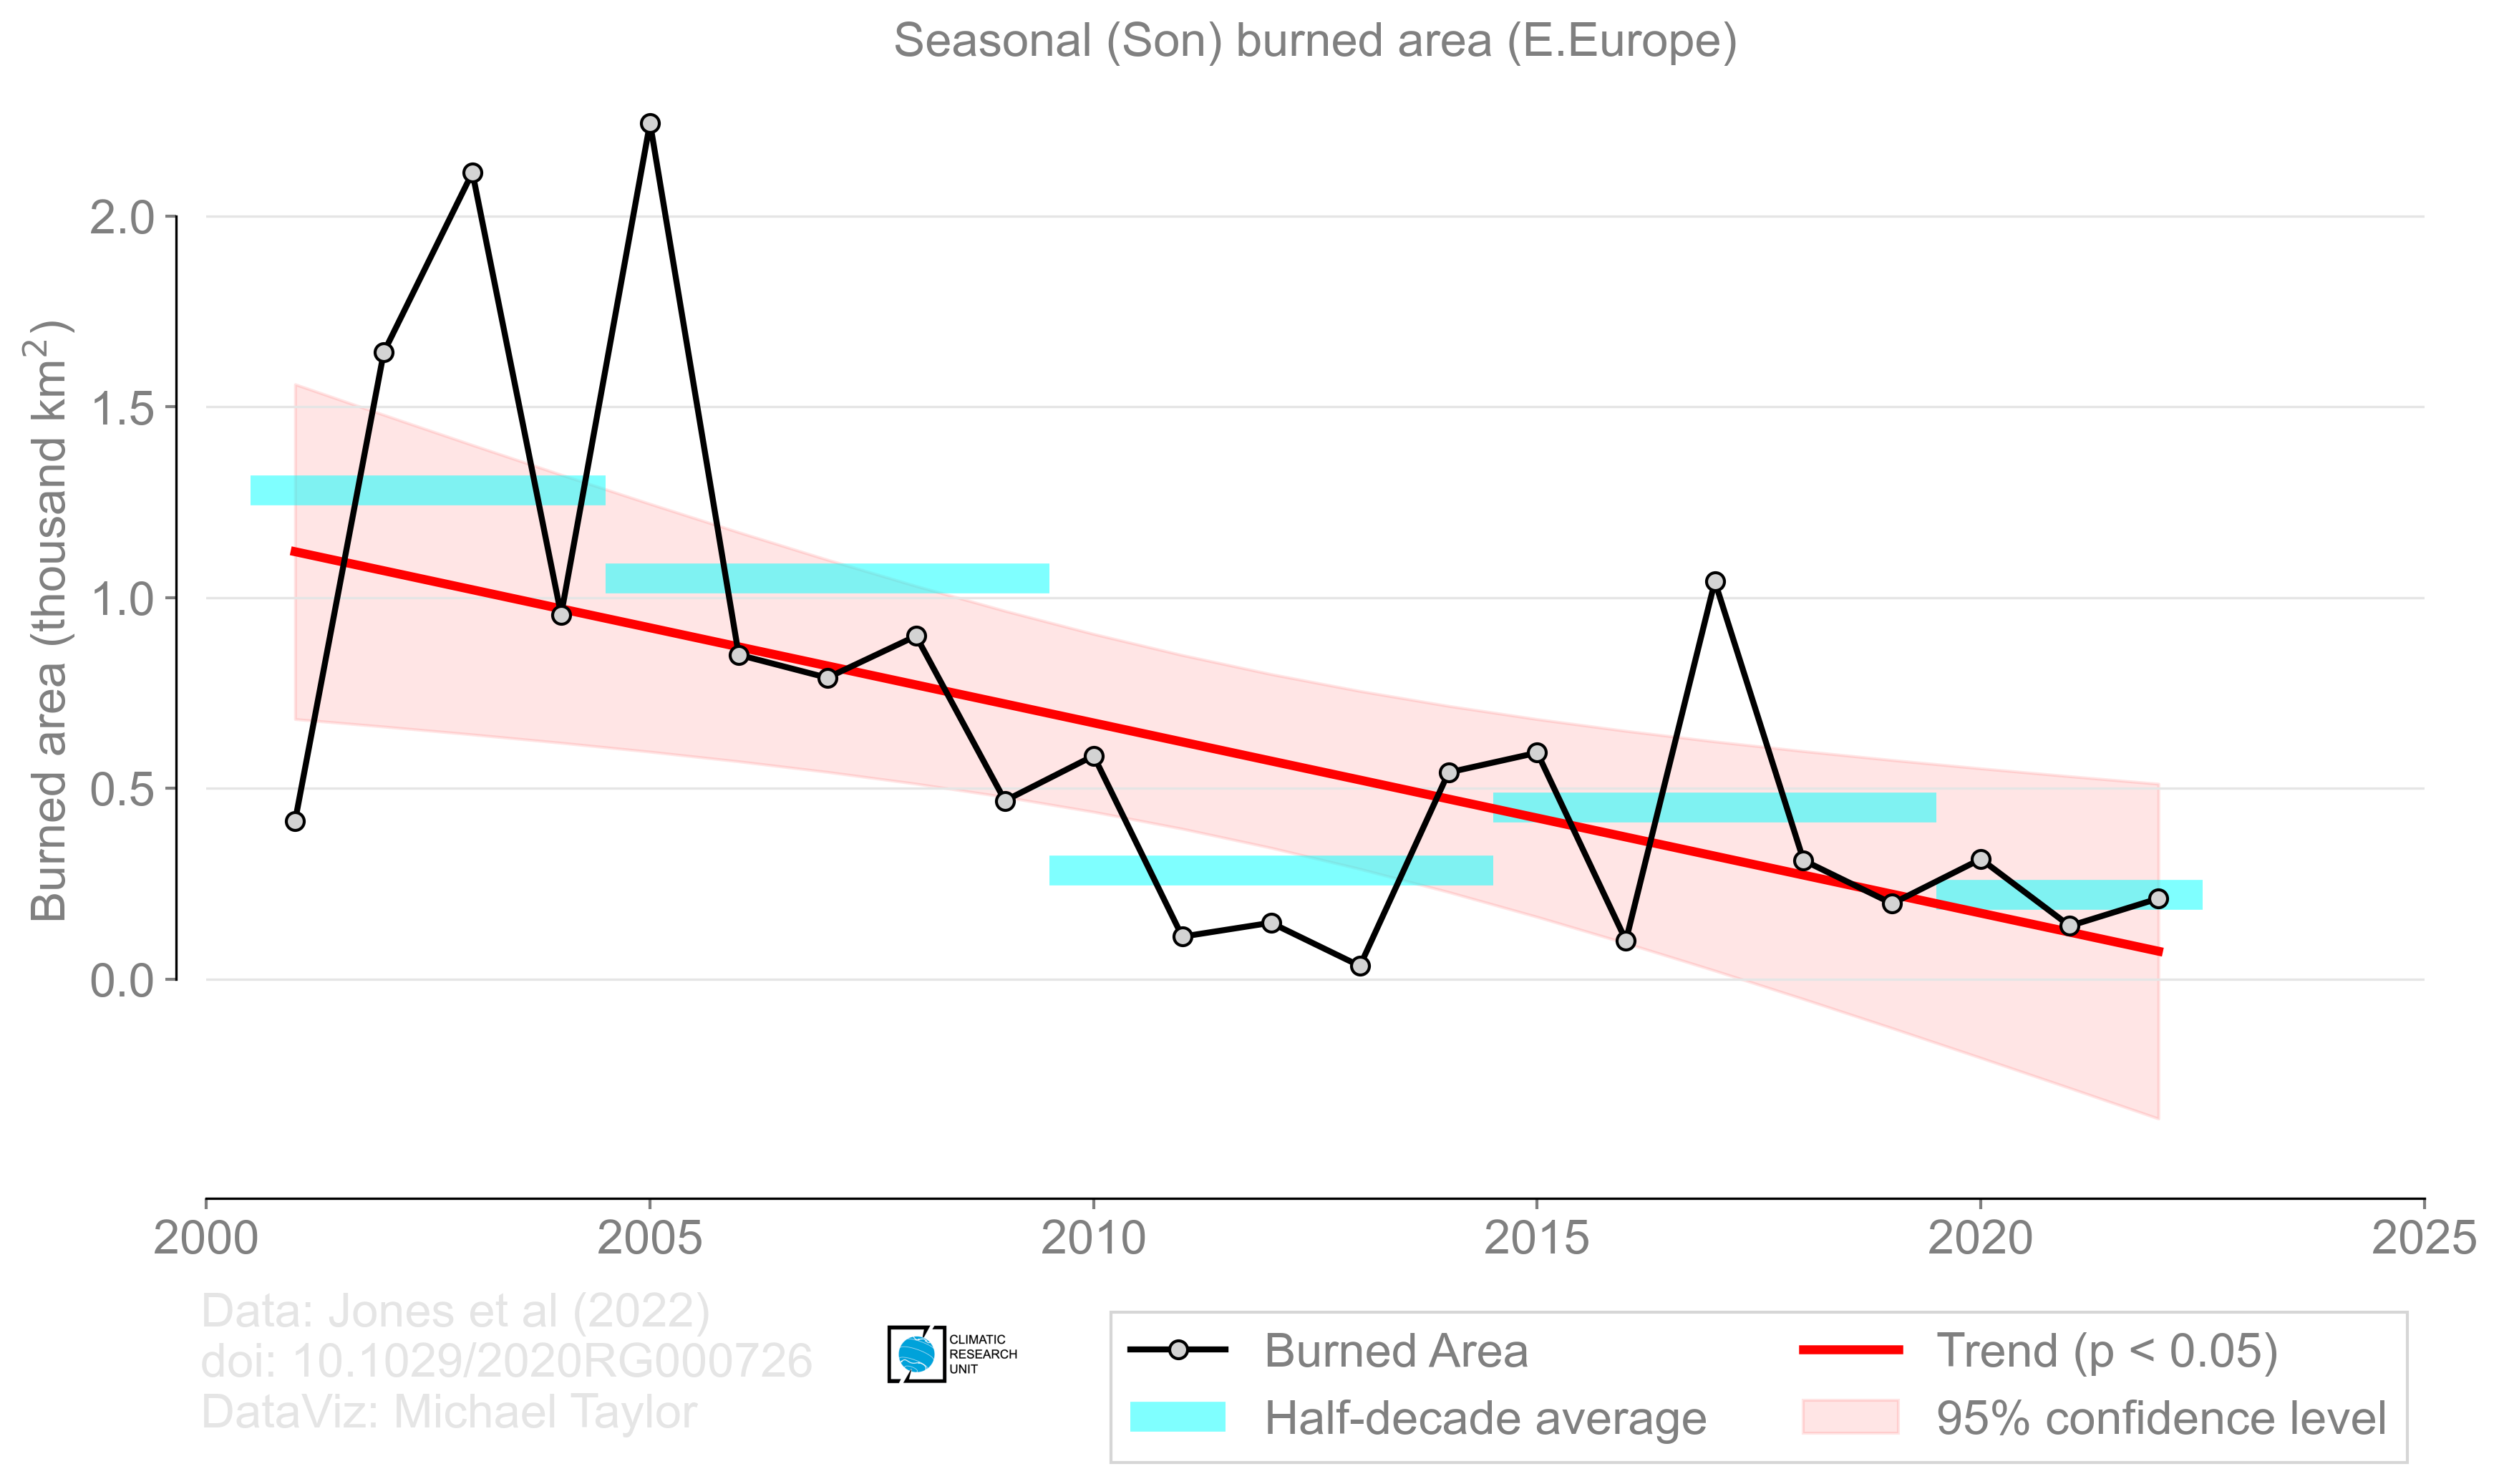 Seasonal (Son) burned area (E.Europe)
Burned area (thousand km²)
2.0
1.5
1.0
0.5
0.0
2000
2005
2010
2015
2020
2025
Data: Jones et al (2022)
doi: 10.1029/2020RG000726
DataViz: Michael Taylor
CLIMATIC
RESEARCH
UNIT
Burned Area
Half-decade average
Trend (p < 0.05)
95% confidence level